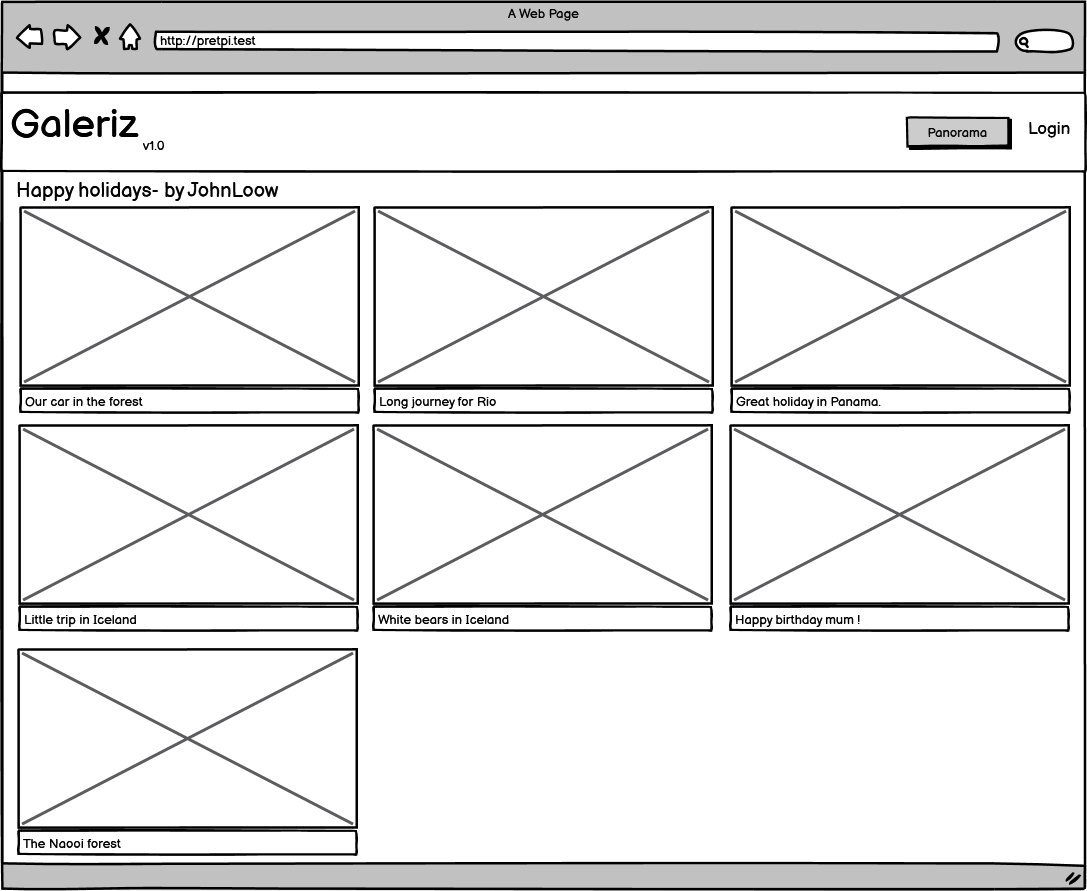 A Web Page
http://pretpi.test
Galeriz v1.0
Panorama
Login
Happy holidays- by JohnLoow
Our car in the forest
Long journey for Rio
Great holiday in Panama.
Little trip in Iceland
White bears in Iceland
Happy birthday mum !
The Naooi forest